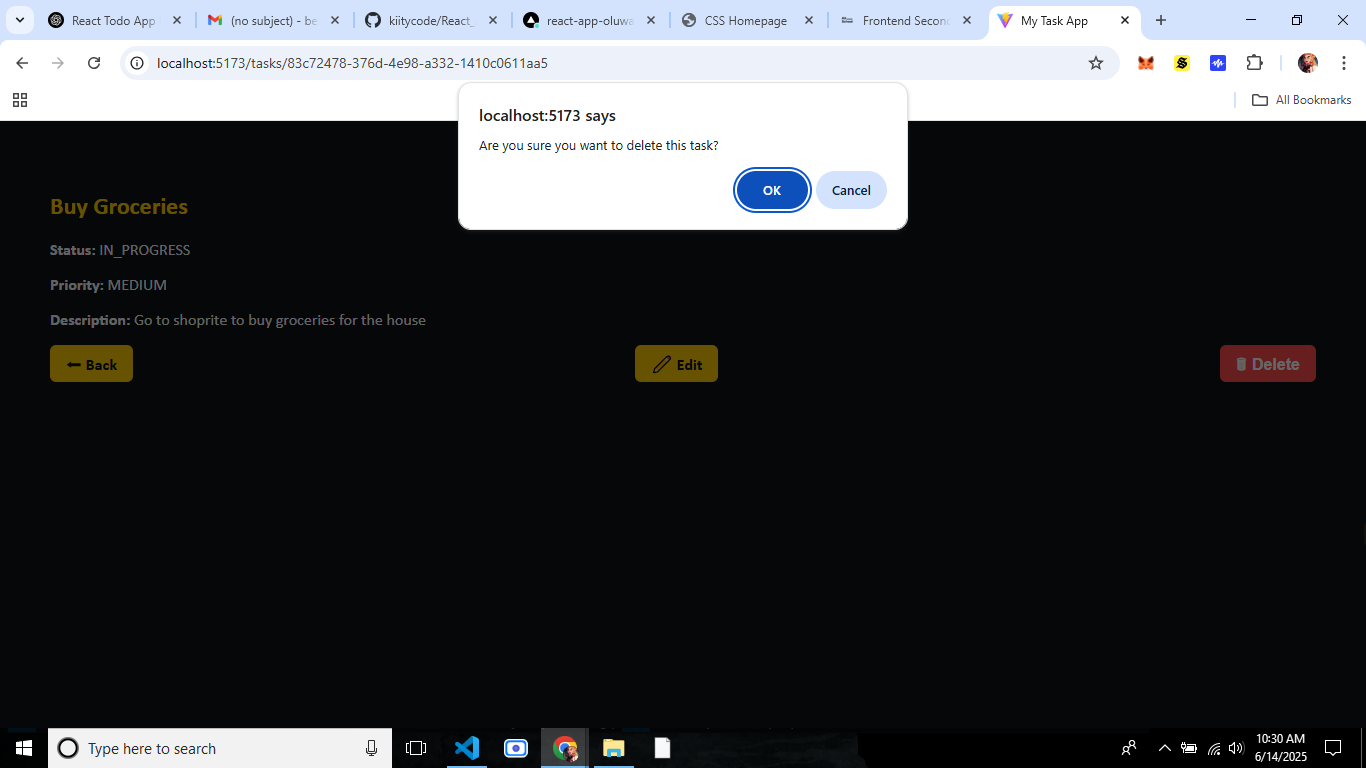 React Todo App
(no subject) - be
kiitycode/React_
react-app-oluwa
CSS Homepage
Frontend Secon
My Task App
localhost:5173/tasks/83c72478-376d-4e98-a332-1410c0611aa5
All Bookmarks
localhost:5173 says
Are you sure you want to delete this task?
OK
Cancel
Buy Groceries
Status: IN_PROGRESS
Priority: MEDIUM
Description: Go to shoprite to buy groceries for the house
Back
Edit
Delete
Type here to search
10:30 AM
6/14/2025